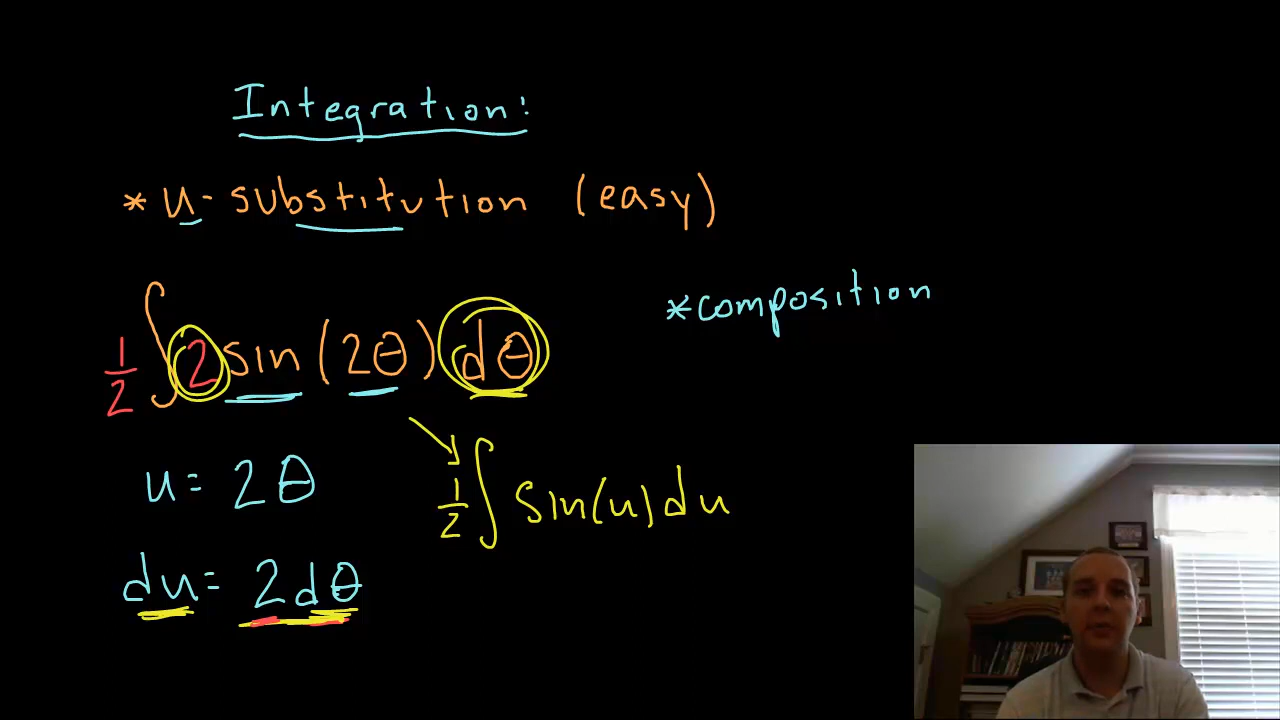 Integration:
* u-substitution (easy)
*composition
1/2 ∫ 2 sin (2θ) dθ
u = 2θ
1/2 ∫ sin(u) du
du = 2dθ